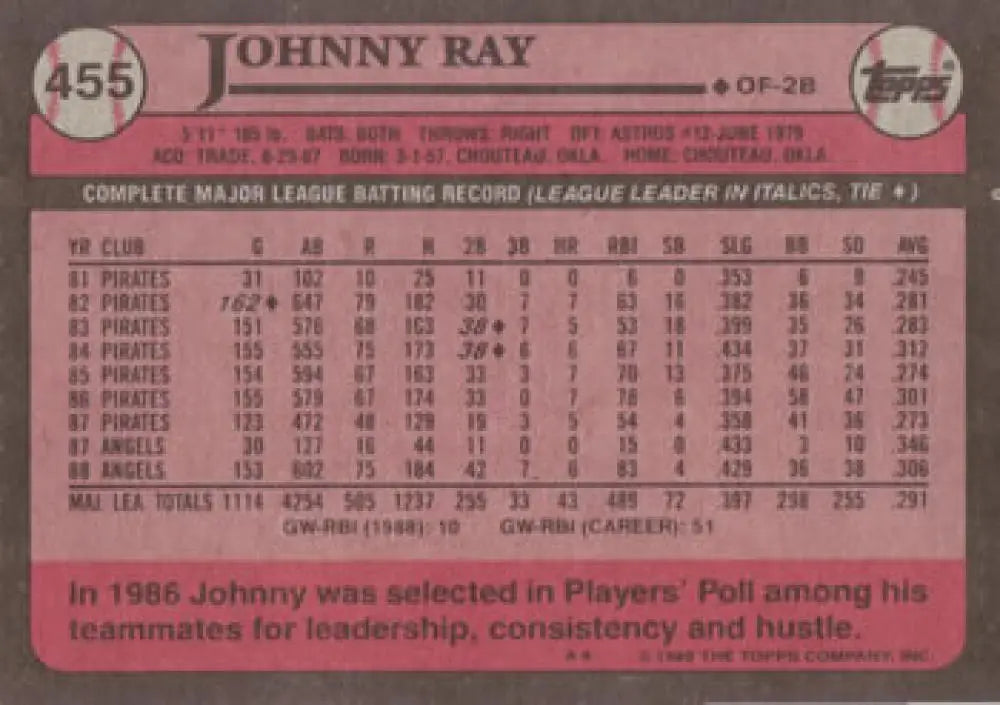 455
JOHNNY RAY
♦ OF-2B
TOPPS®
5'11" 185 lb. BATS: BOTH THROWS: RIGHT DFT: ASTROS #12-JUNE 1979
ACQ: TRADE, 8-29-87 BORN: 3-1-57, CHOUTEAU, OKLA. HOME: CHOUTEAU, OKLA.
COMPLETE MAJOR LEAGUE BATTING RECORD (LEAGUE LEADER IN ITALICS, TIE ♦)
YR CLUB G AB R H 2B 3B HR RBI SB SLG BB SO AVG
81 PIRATES 31 102 10 25 11 0 0 6 0 .353 6 9 .245
82 PIRATES 162♦ 647 79 182 30 7 7 63 16 .382 36 34 .281
83 PIRATES 151 576 68 163 38♦ 7 5 53 18 .399 35 26 .283
84 PIRATES 155 555 75 173 38♦ 6 6 67 11 .434 37 31 .312
85 PIRATES 154 594 67 163 33 3 7 70 13 .375 46 24 .274
86 PIRATES 155 579 67 174 33 0 7 78 6 .394 58 47 .301
87 PIRATES 123 472 48 129 19 3 5 54 4 .358 41 36 .273
87 ANGELS 30 127 16 44 11 0 0 15 0 .433 3 10 .346
88 ANGELS 153 602 75 184 42 7 6 83 4 .429 36 38 .306
MAJ. LEA. TOTALS 1114 4254 505 1237 255 33 43 489 72 .397 298 255 .291
GW-RBI (1988): 10 GW-RBI (CAREER): 51
In 1986 Johnny was selected in Players' Poll among his
teammates for leadership, consistency and hustle.
© 1989 THE TOPPS COMPANY, INC.